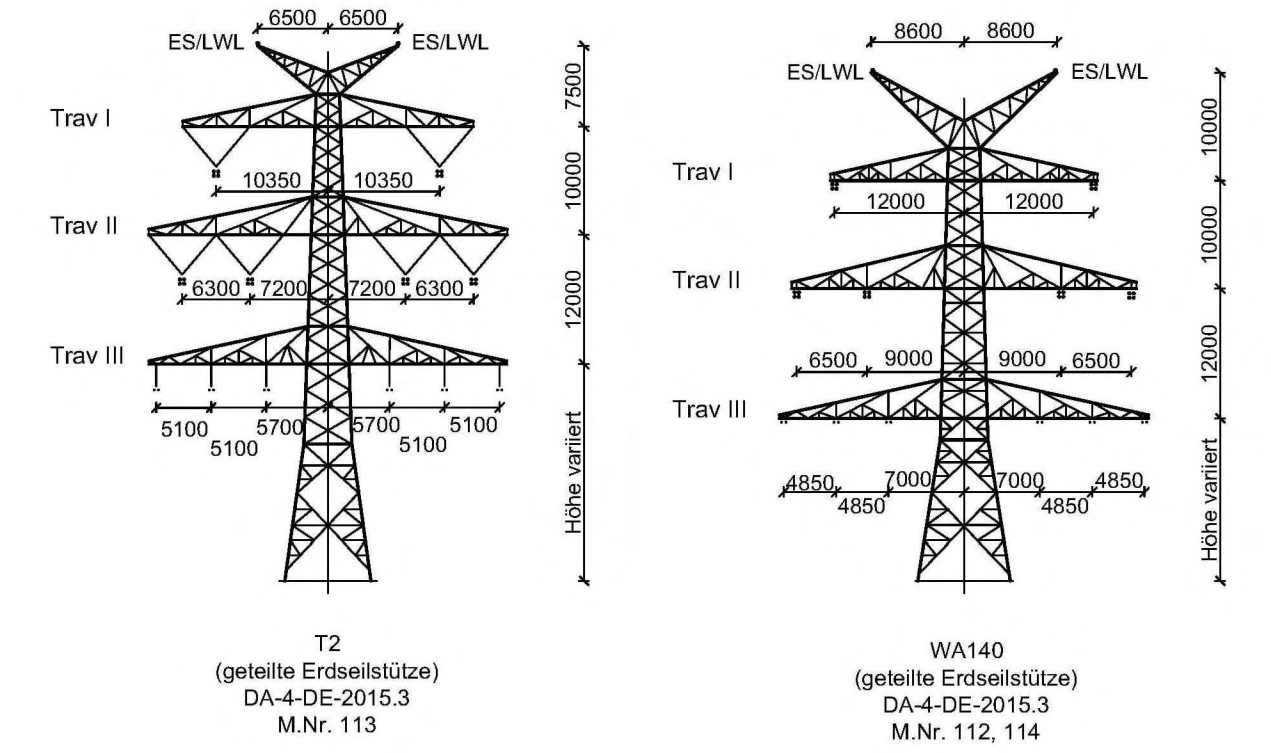 6500 6500
ES/LWL ES/LWL
7500
Trav I
10350 10350
10000
Trav II
6300 7200 7200 6300
12000
Trav III
5700 5700
5100 5100
5100 5100
Höhe variiert
T2
(geteilte Erdseilstütze)
DA-4-DE-2015.3
M.Nr. 113
8600 8600
ES/LWL ES/LWL
10000
Trav I
12000 12000
10000
Trav II
6500 9000 9000 6500
12000
Trav III
7000 7000
4850 4850
4850 4850
Höhe variiert
WA140
(geteilte Erdseilstütze)
DA-4-DE-2015.3
M.Nr. 112, 114